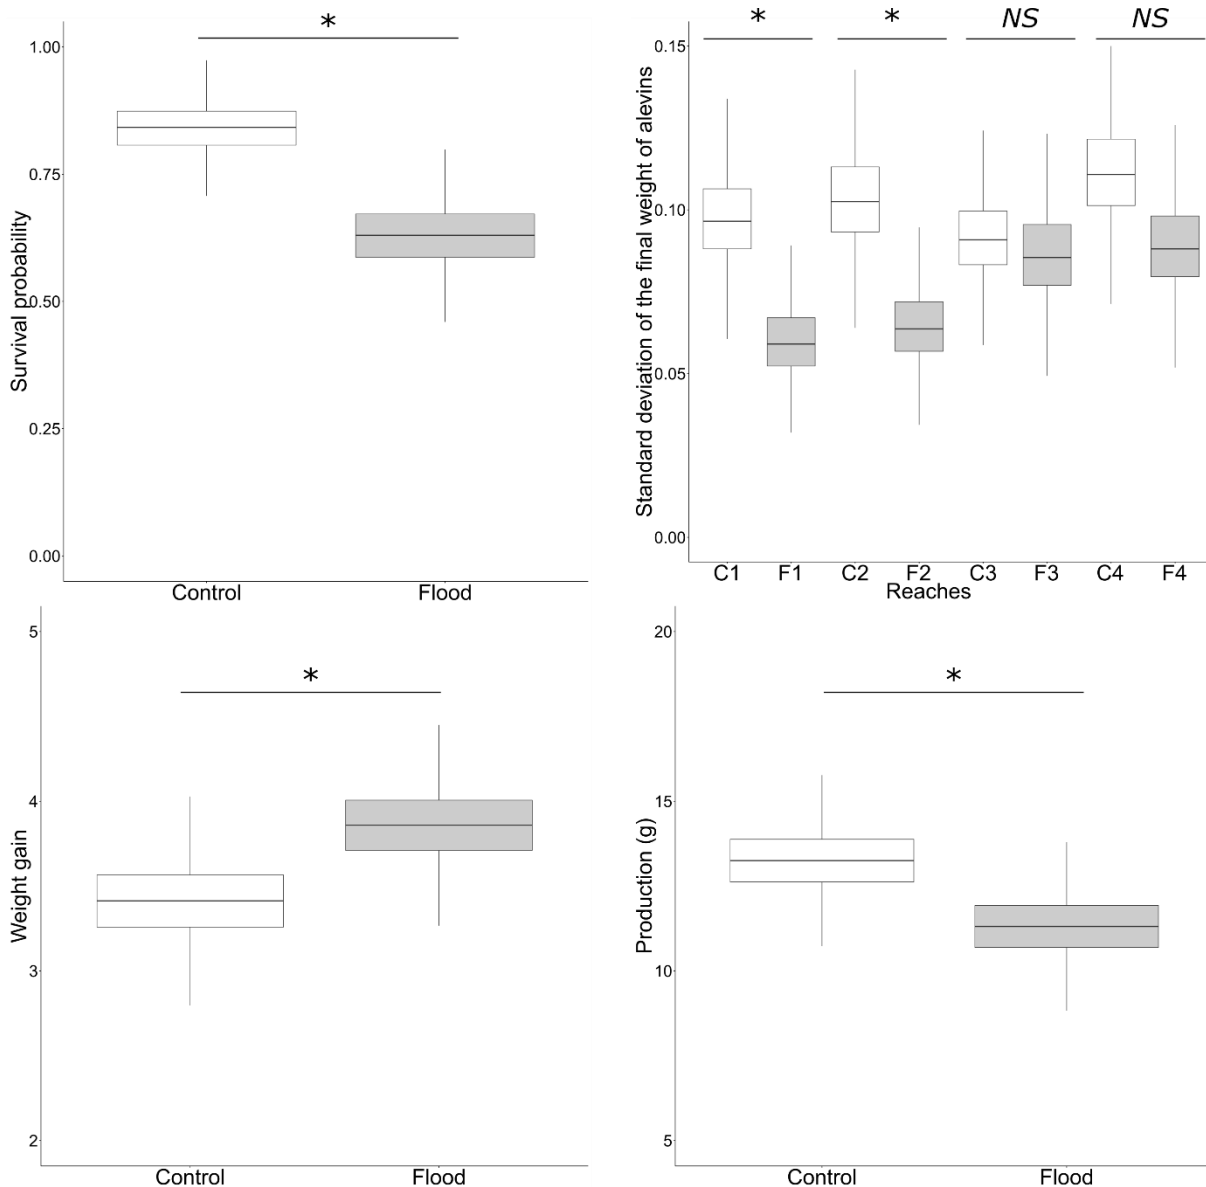 *
1.00
0.75
0.50
0.25
0.00
Survival probability
Control Flood
* * NS NS
0.15
0.10
0.05
0.00
Standard deviation of the final weight of alevins
C1 F1 C2 F2 C3 F3 C4 F4
Reaches
5
4
3
2
Weight gain
*
Control Flood
20
15
10
5
Production (g)
*
Control Flood